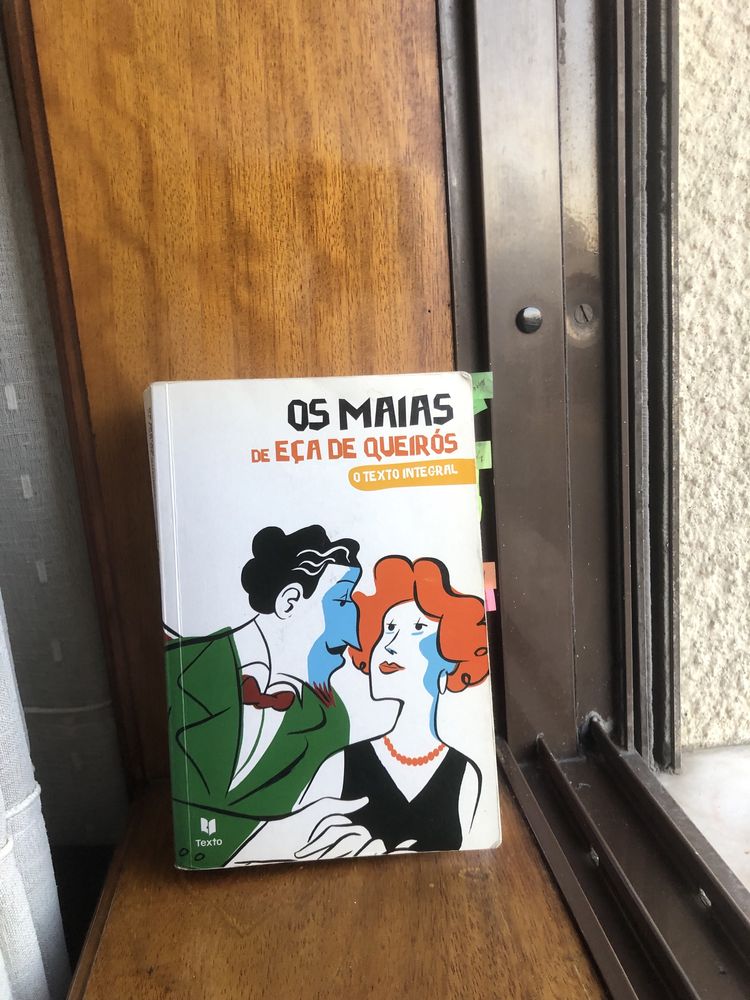 OS MAIAS
DE EÇA DE QUEIRÓS
O TEXTO INTEGRAL
Texto